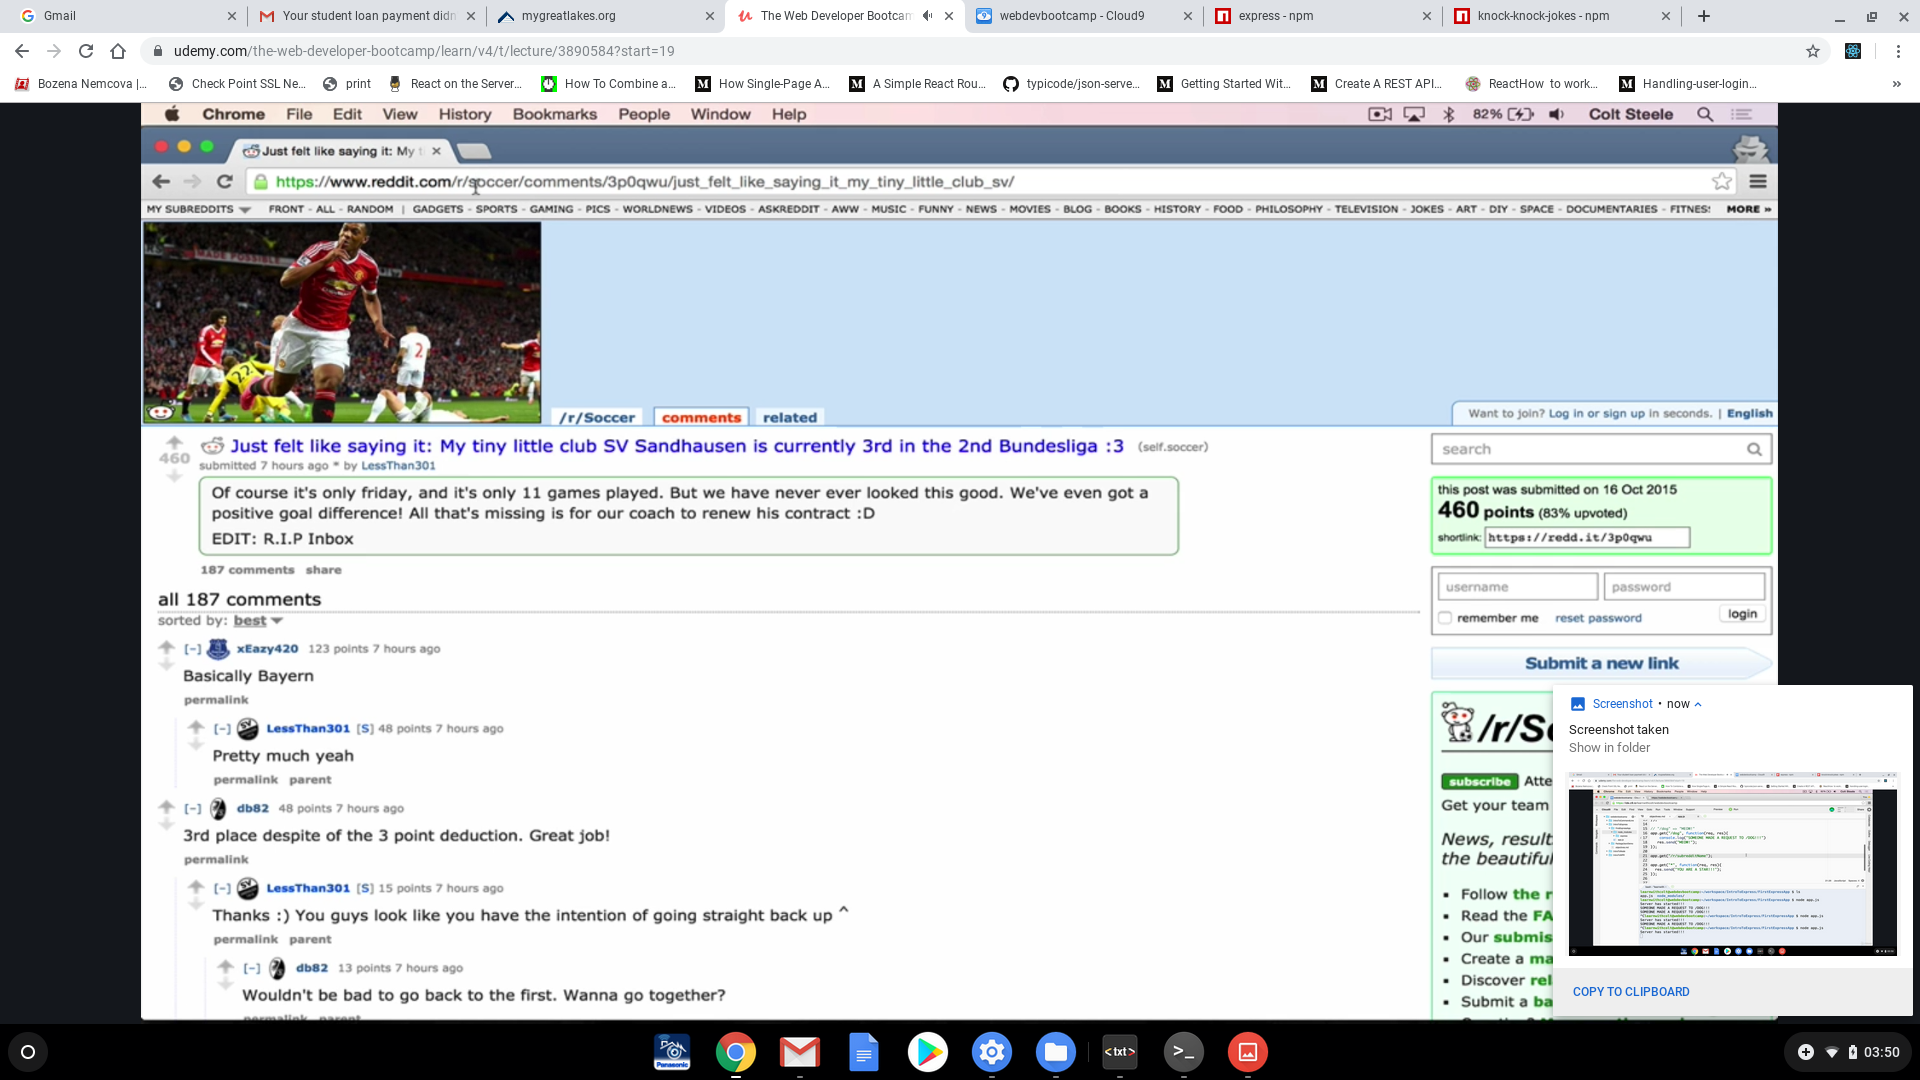 Gmail
Your student loan payment didn
mygreatlakes.org
The Web Developer Bootcam
webdevbootcamp - Cloud9
express - npm
knock-knock-jokes - npm
udemy.com/the-web-developer-bootcamp/learn/v4/t/lecture/3890584?start=19
Bozena Nemcova |...
Check Point SSL Ne...
print
React on the Server...
How To Combine a...
How Single-Page A...
A Simple React Rou...
typicode/json-serve...
Getting Started Wit...
Create A REST API...
ReactHow to work...
Handling-user-login...
Chrome File Edit View History Bookmarks People Window Help
82%
Colt Steele
Just felt like saying it: My t
https://www.reddit.com/r/soccer/comments/3p0qwu/just_felt_like_saying_it_my_tiny_little_club_sv/
MY SUBREDDITS FRONT - ALL - RANDOM | GADGETS - SPORTS - GAMING - PICS - WORLDNEWS - VIDEOS - ASKREDDIT - AWW - MUSIC - FUNNY - NEWS - MOVIES - BLOG - BOOKS - HISTORY - FOOD - PHILOSOPHY - TELEVISION - JOKES - ART - DIY - SPACE - DOCUMENTARIES - FITNES MORE »
MADE POSSIBLE
22
2
/r/Soccer comments related
Want to join? Log in or sign up in seconds. | English
460
Just felt like saying it: My tiny little club SV Sandhausen is currently 3rd in the 2nd Bundesliga :3 (self.soccer)
submitted 7 hours ago * by LessThan301
Of course it's only friday, and it's only 11 games played. But we have never ever looked this good. We've even got a
positive goal difference! All that's missing is for our coach to renew his contract :D
EDIT: R.I.P Inbox
187 comments share
all 187 comments
sorted by: best
[–] xEazy420 123 points 7 hours ago
Basically Bayern
permalink
[–] LessThan301 [S] 48 points 7 hours ago
Pretty much yeah
permalink parent
[–] db82 48 points 7 hours ago
3rd place despite of the 3 point deduction. Great job!
permalink
[–] LessThan301 [S] 15 points 7 hours ago
Thanks :) You guys look like you have the intention of going straight back up ^
permalink parent
[–] db82 13 points 7 hours ago
Wouldn't be bad to go back to the first. Wanna go together?
permalink parent
search
this post was submitted on 16 Oct 2015
460 points (83% upvoted)
shortlink: https://redd.it/3p0qwu
username
password
remember me reset password login
Submit a new link
/r/S
subscribe Atte
Get your team
News, result
the beautifu
Follow the r
Read the FA
Our submis
Create a ma
Discover rel
Submit a ba
Screenshot • now
Screenshot taken
Show in folder
COPY TO CLIPBOARD
Panasonic
<txt>
>_
03:50